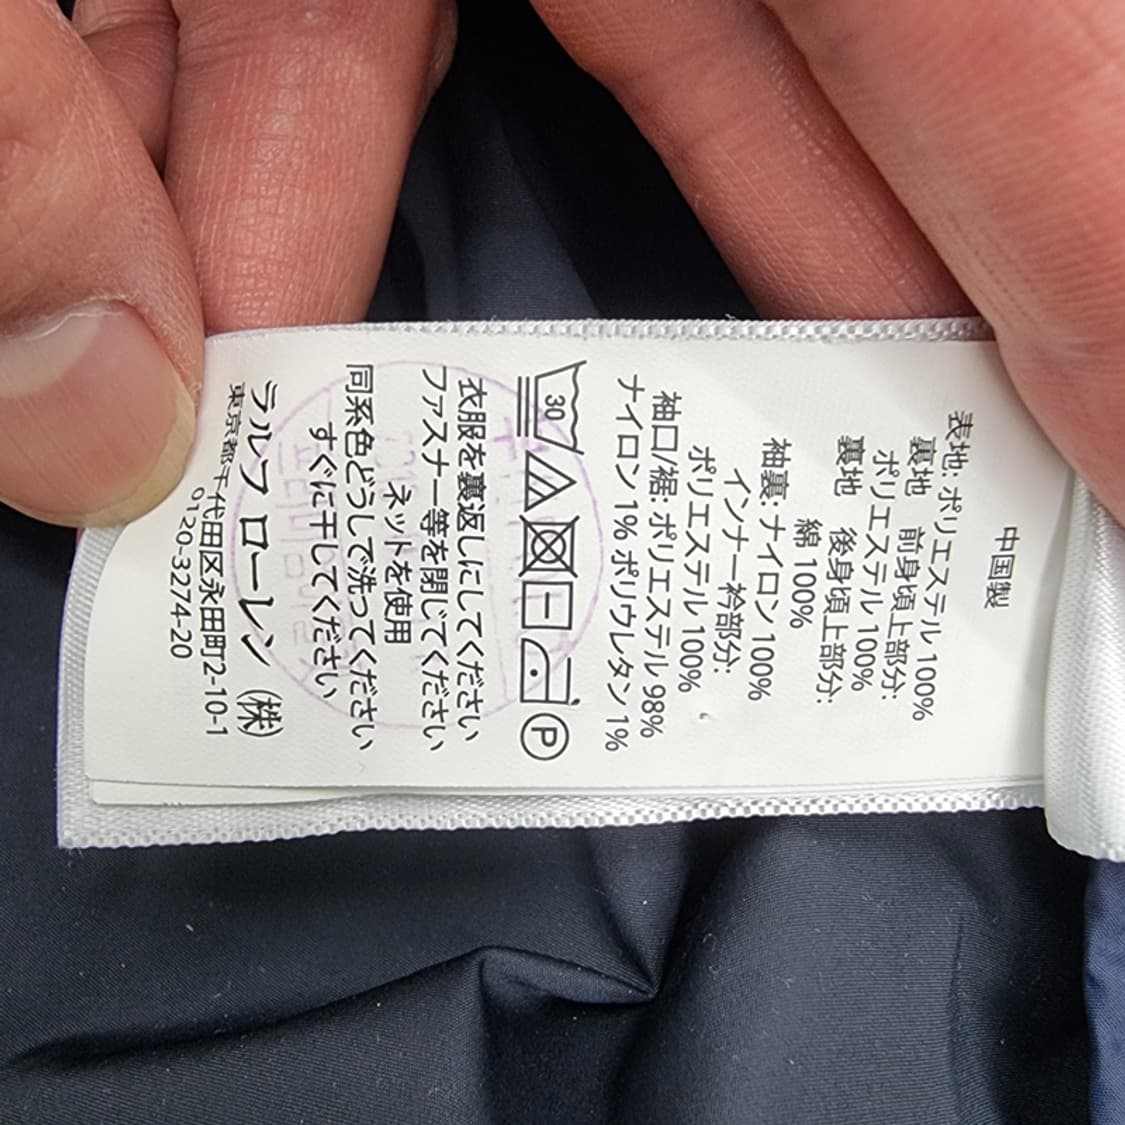 中国製
表地: ポリエステル 100%
裏地 前身頃上部分:
ポリエステル 100%
裏地 後身頃上部分:
綿 100%
袖裏: ナイロン 100%
インナー衿部分:
ポリエステル 100%
袖口/裾: ポリエステル 98%
ナイロン 1% ポリウレタン 1%
30
P
衣服を裏返しにしてください
ファスナー等を閉じてください
ネットを使用
同系色どうしで洗ってください
すぐに干してください
ラルフ ローレン ㈱
東京都千代田区永田町2-10-1
0120-3274-20